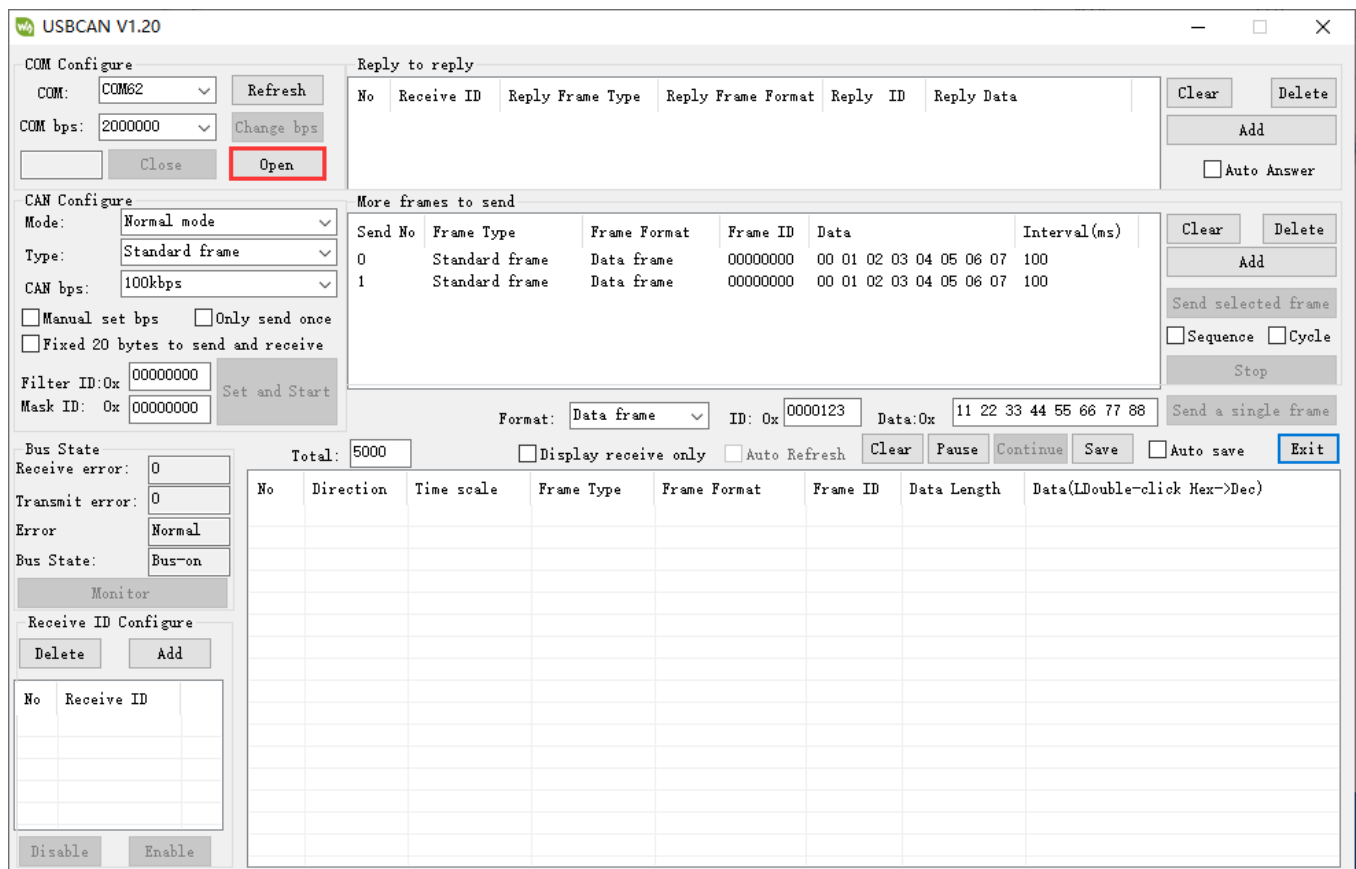 USBCAN V1.20
COM Configure
COM: COM62 Refresh
COM bps: 2000000 Change bps
Close Open
Reply to reply
No Receive ID Reply Frame Type Reply Frame Format Reply ID Reply Data
Clear Delete
Add
Auto Answer
CAN Configure
Mode: Normal mode
Type: Standard frame
CAN bps: 100kbps
Manual set bps Only send once
Fixed 20 bytes to send and receive
Filter ID:0x 00000000
Mask ID: 0x 00000000
Set and Start
More frames to send
Send No Frame Type Frame Format Frame ID Data Interval(ms)
0 Standard frame Data frame 00000000 00 01 02 03 04 05 06 07 100
1 Standard frame Data frame 00000000 00 01 02 03 04 05 06 07 100
Clear Delete
Add
Send selected frame
Sequence Cycle
Stop
Format: Data frame ID: 0x 0000123 Data:0x 11 22 33 44 55 66 77 88 Send a single frame
Bus State
Receive error: 0
Transmit error: 0
Error Normal
Bus State: Bus-on
Monitor
Total: 5000 Display receive only Auto Refresh Clear Pause Continue Save Auto save Exit
No Direction Time scale Frame Type Frame Format Frame ID Data Length Data(LDouble-click Hex->Dec)
Receive ID Configure
Delete Add
No Receive ID
Disable Enable